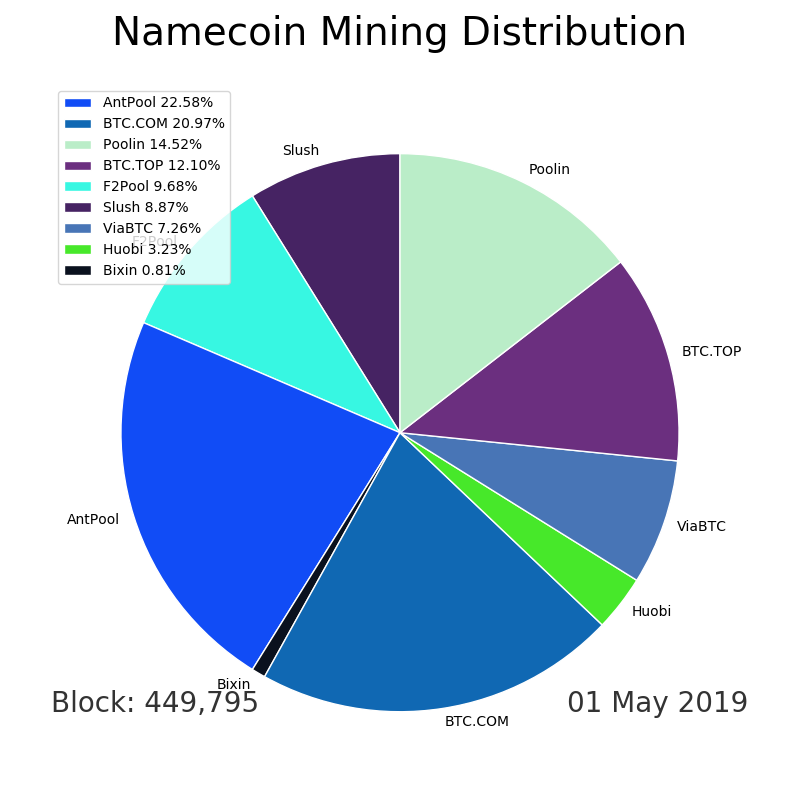 Namecoin Mining Distribution
AntPool 22.58%
BTC.COM 20.97%
Poolin 14.52%
BTC.TOP 12.10%
F2Pool 9.68%
Slush 8.87%
ViaBTC 7.26%
Huobi 3.23%
Bixin 0.81%
Slush
Poolin
F2Pool
BTC.TOP
AntPool
ViaBTC
Huobi
Bixin
BTC.COM
Block: 449,795
01 May 2019